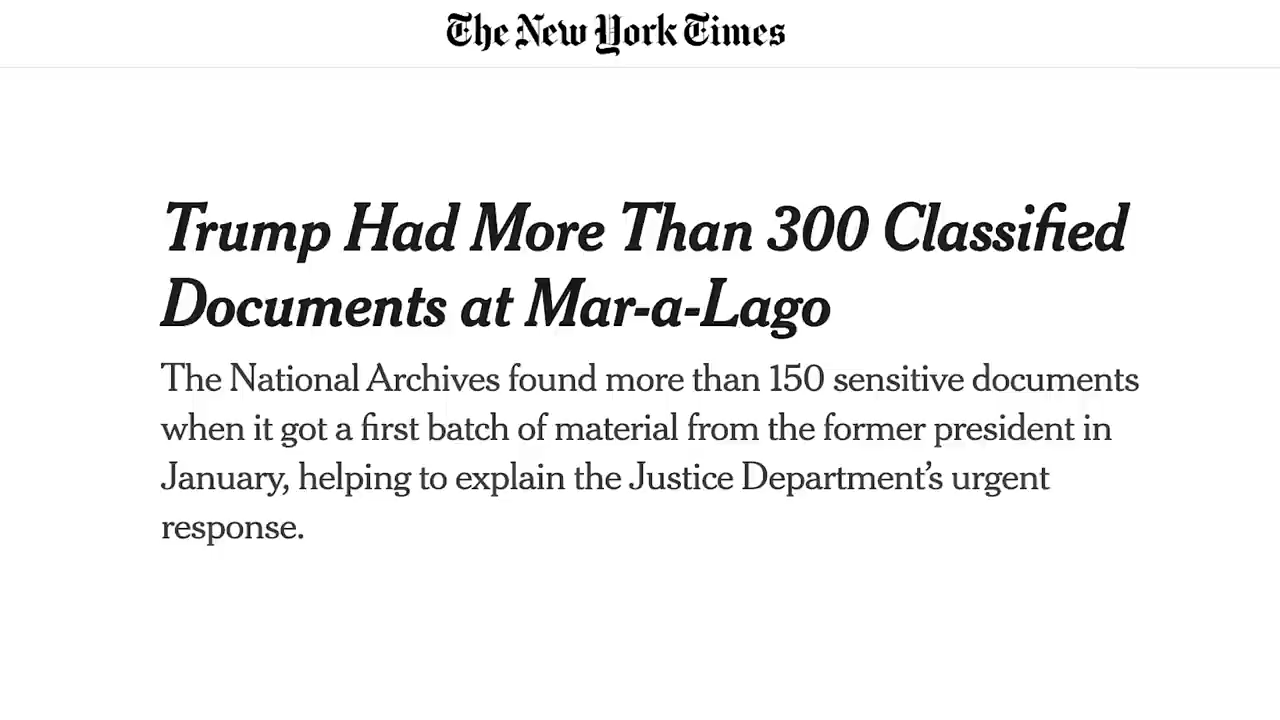 The New York Times
Trump Had More Than 300 Classified
Documents at Mar-a-Lago
The National Archives found more than 150 sensitive documents
when it got a first batch of material from the former president in
January, helping to explain the Justice Department’s urgent
response.